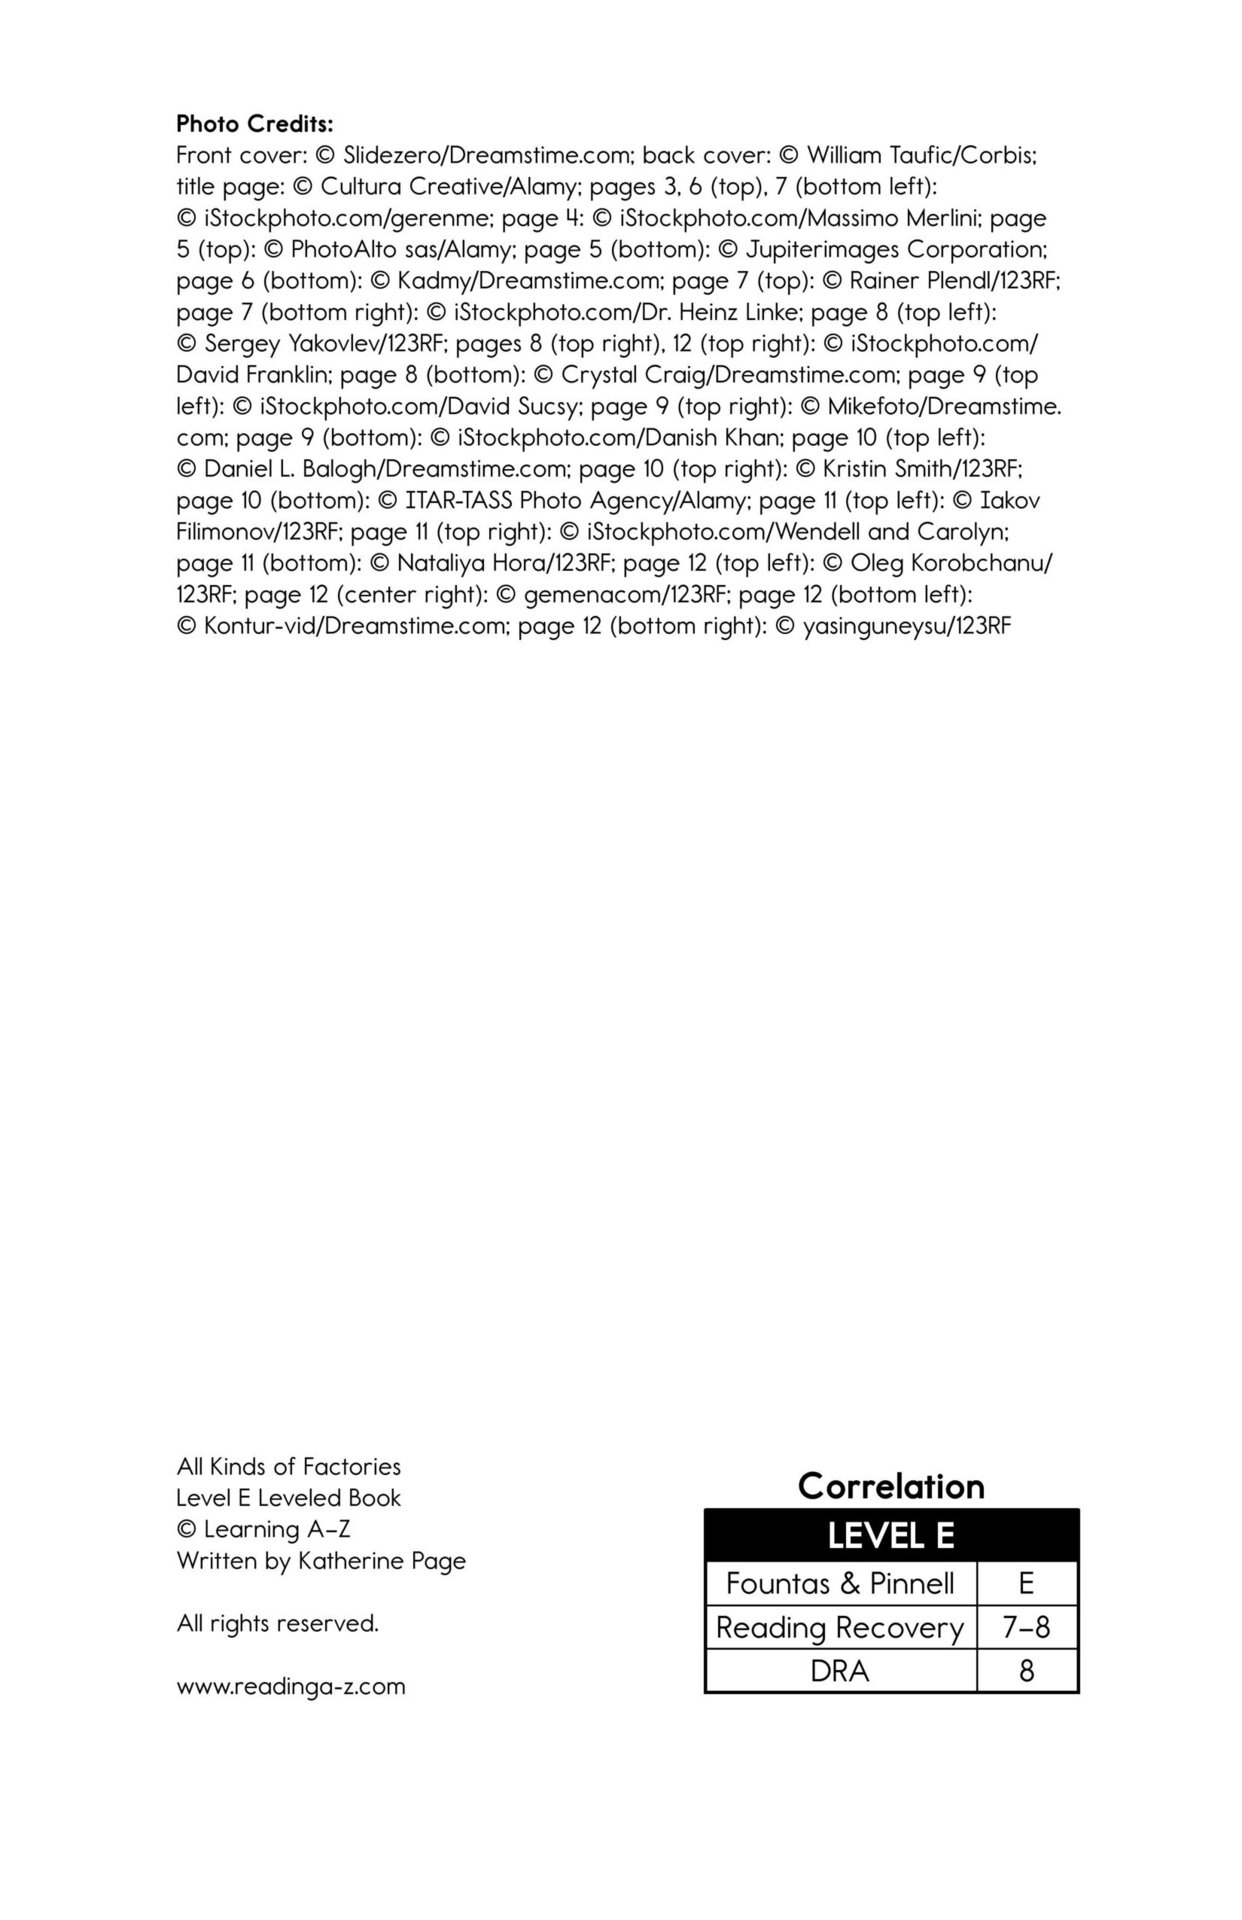 Photo Credits:
Front cover: © Slidezero/Dreamstime.com; back cover: © William Taufic/Corbis;
title page: © Cultura Creative/Alamy; pages 3, 6 (top), 7 (bottom left):
© iStockphoto.com/gerenme; page 4: © iStockphoto.com/Massimo Merlini; page
5 (top): © PhotoAlto sas/Alamy; page 5 (bottom): © Jupiterimages Corporation;
page 6 (bottom): © Kadmy/Dreamstime.com; page 7 (top): © Rainer Plendl/123RF;
page 7 (bottom right): © iStockphoto.com/Dr. Heinz Linke; page 8 (top left):
© Sergey Yakovlev/123RF; pages 8 (top right), 12 (top right): © iStockphoto.com/
David Franklin; page 8 (bottom): © Crystal Craig/Dreamstime.com; page 9 (top
left): © iStockphoto.com/David Sucsy; page 9 (top right): © Mikefoto/Dreamstime.
com; page 9 (bottom): © iStockphoto.com/Danish Khan; page 10 (top left):
© Daniel L. Balogh/Dreamstime.com; page 10 (top right): © Kristin Smith/123RF;
page 10 (bottom): © ITAR-TASS Photo Agency/Alamy; page 11 (top left): © Iakov
Filimonov/123RF; page 11 (top right): © iStockphoto.com/Wendell and Carolyn;
page 11 (bottom): © Nataliya Hora/123RF; page 12 (top left): © Oleg Korobchanu/
123RF; page 12 (center right): © gemenacom/123RF; page 12 (bottom left):
© Kontur-vid/Dreamstime.com; page 12 (bottom right): © yasinguneysu/123RF
All Kinds of Factories
Level E Leveled Book
© Learning A–Z
Written by Katherine Page
All rights reserved.
www.readinga-z.com
Correlation
LEVEL E
Fountas & Pinnell E
Reading Recovery 7–8
DRA 8